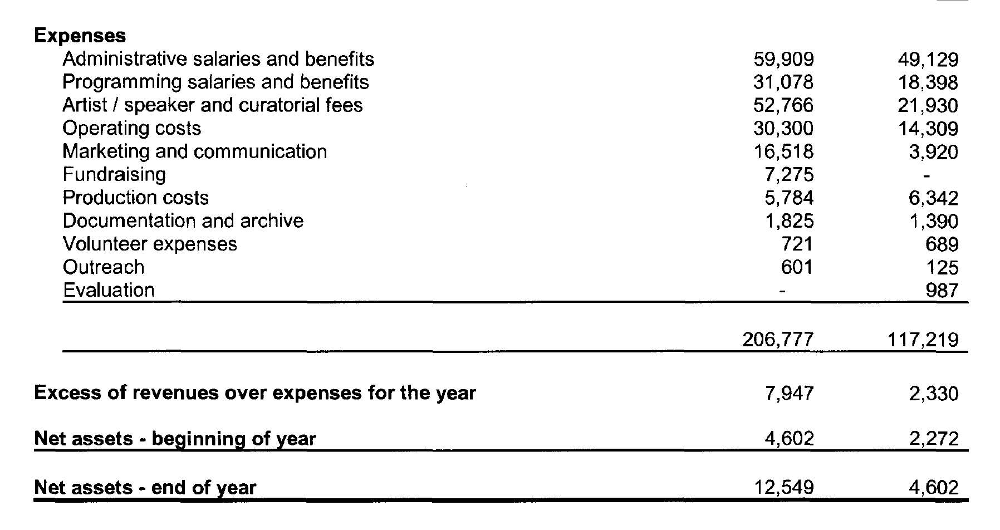 Expenses
Administrative salaries and benefits 59,909 49,129
Programming salaries and benefits 31,078 18,398
Artist / speaker and curatorial fees 52,766 21,930
Operating costs 30,300 14,309
Marketing and communication 16,518 3,920
Fundraising 7,275 -
Production costs 5,784 6,342
Documentation and archive 1,825 1,390
Volunteer expenses 721 689
Outreach 601 125
Evaluation - 987
206,777 117,219
Excess of revenues over expenses for the year 7,947 2,330
Net assets - beginning of year 4,602 2,272
Net assets - end of year 12,549 4,602